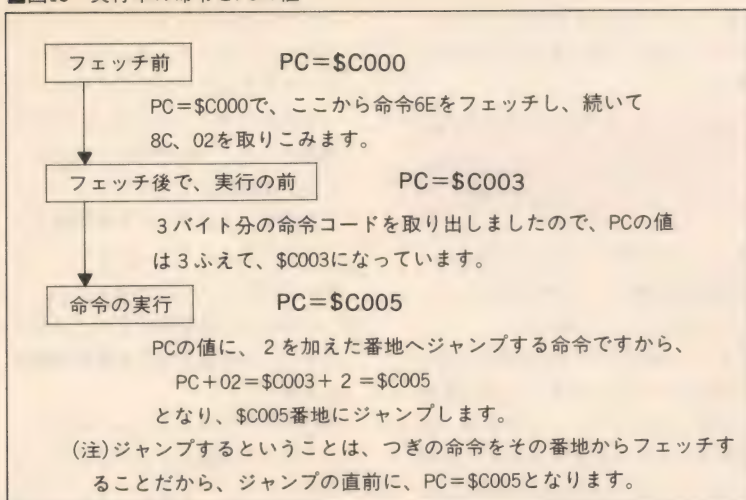 フェッチ前 PC=$C000
PC=$C000で、ここから命令6Eをフェッチし、続いて
8C、02を取りこみます。
フェッチ後で、実行の前 PC=$C003
3バイト分の命令コードを取り出しましたので、PCの値
は3ふえて、$C003になっています。
命令の実行 PC=$C005
PCの値に、2を加えた番地へジャンプする命令ですから、
PC+02=$C003+2=$C005
となり、$C005番地にジャンプします。
(注)ジャンプするということは、つぎの命令をその番地からフェッチす
ることだから、ジャンプの直前に、PC=$C005となります。